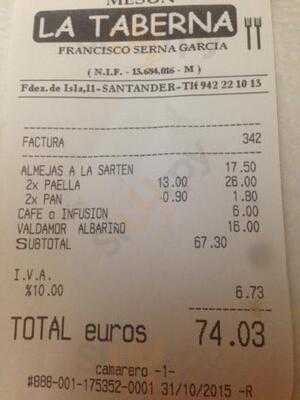 MESON
LA TABERNA
FRANCISCO SERNA GARCIA
( N.I.F. - 13.684.016 - M )
Fdez. de Isla,11-SANTANDER-Tlf 942 22 10 13
FACTURA 342
ALMEJAS A LA SARTEN 17.50
2x PAELLA 13.00 26.00
2x PAN 0.90 1.80
CAFE o INFUSION 6.00
VALDAMOR ALBARIÑO 16.00
SUBTOTAL 67.30
I.V.A.
%10.00 6.73
TOTAL euros 74.03
camarero -1-
#888-001-175352-0001 31/10/2015 -R